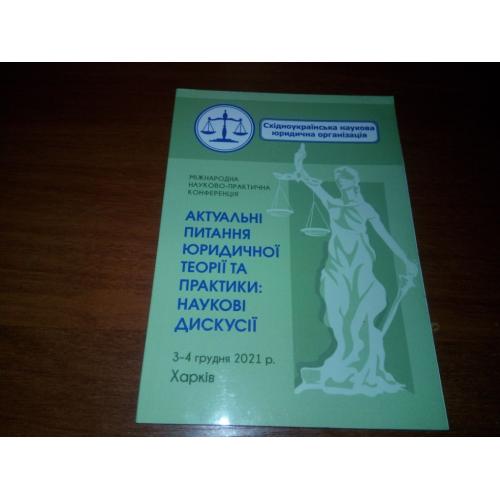 Східноукраїнська наукова
юридична організація
МІЖНАРОДНА
НАУКОВО-ПРАКТИЧНА
КОНФЕРЕНЦІЯ
АКТУАЛЬНІ
ПИТАННЯ
ЮРИДИЧНОЇ
ТЕОРІЇ ТА
ПРАКТИКИ:
НАУКОВІ
ДИСКУСІЇ
3–4 грудня 2021 р.
Харків